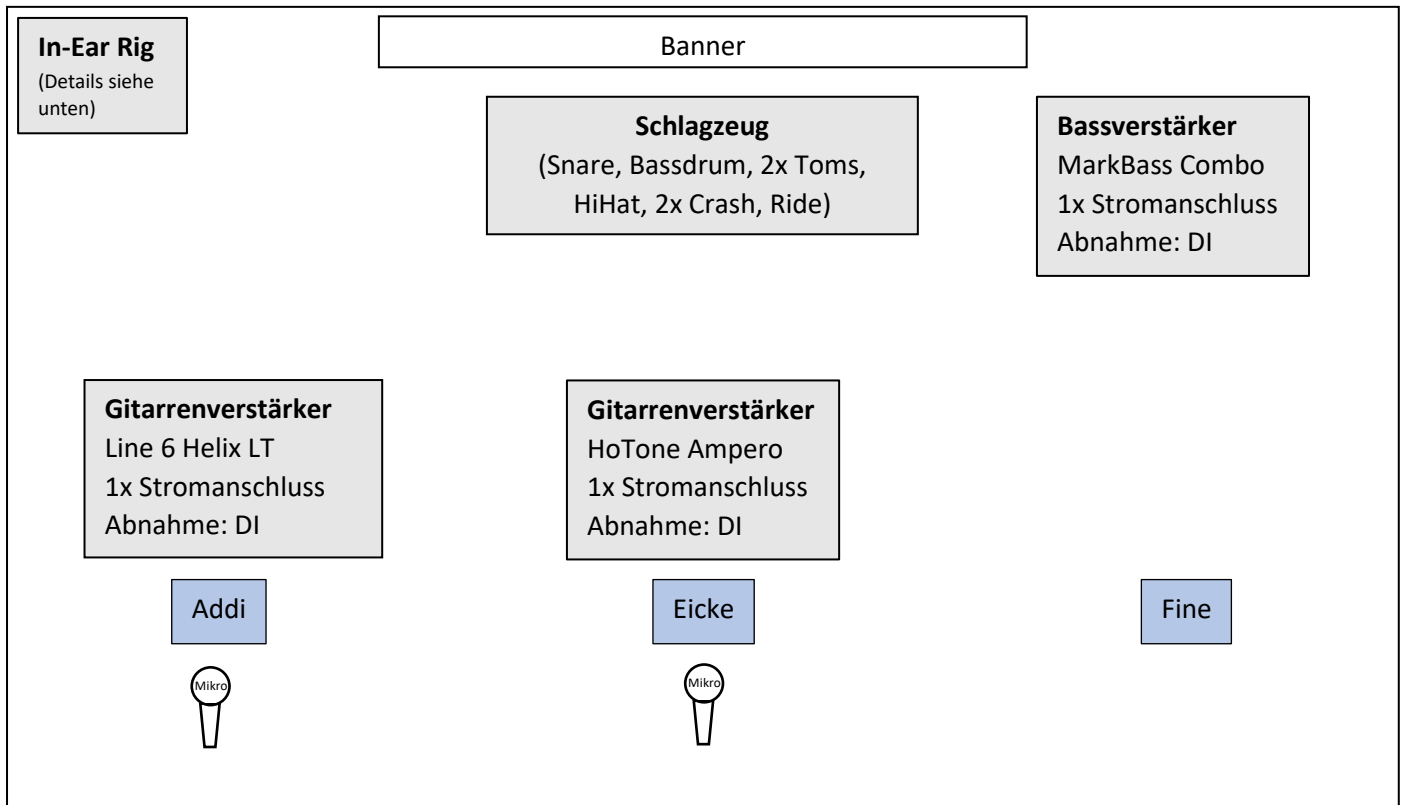 In-Ear Rig
(Details siehe
unten)
Banner
Schlagzeug
(Snare, Bassdrum, 2x Toms,
HiHat, 2x Crash, Ride)
Bassverstärker
MarkBass Combo
1x Stromanschluss
Abnahme: DI
Gitarrenverstärker
Line 6 Helix LT
1x Stromanschluss
Abnahme: DI
Gitarrenverstärker
HoTone Ampero
1x Stromanschluss
Abnahme: DI
Addi
Eicke
Fine
Mikro
Mikro